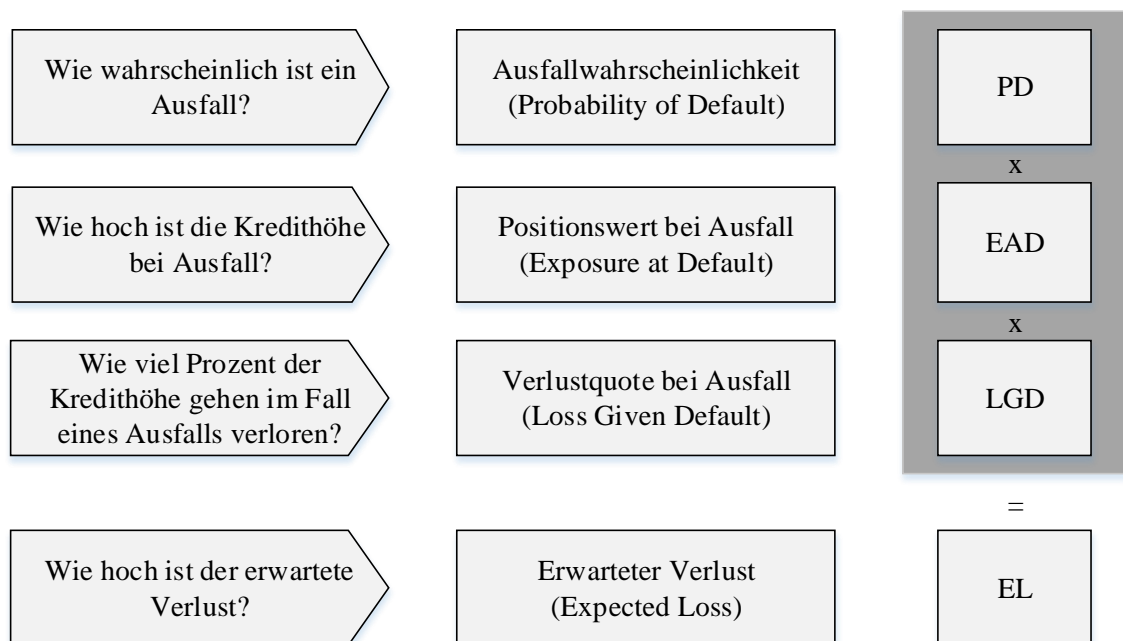 Wie wahrscheinlich ist ein
Ausfall?
Ausfallwahrscheinlichkeit
(Probability of Default)
PD
x
Wie hoch ist die Kredithöhe
bei Ausfall?
Positionswert bei Ausfall
(Exposure at Default)
EAD
x
Wie viel Prozent der
Kredithöhe gehen im Fall
eines Ausfalls verloren?
Verlustquote bei Ausfall
(Loss Given Default)
LGD
=
Wie hoch ist der erwartete
Verlust?
Erwarteter Verlust
(Expected Loss)
EL